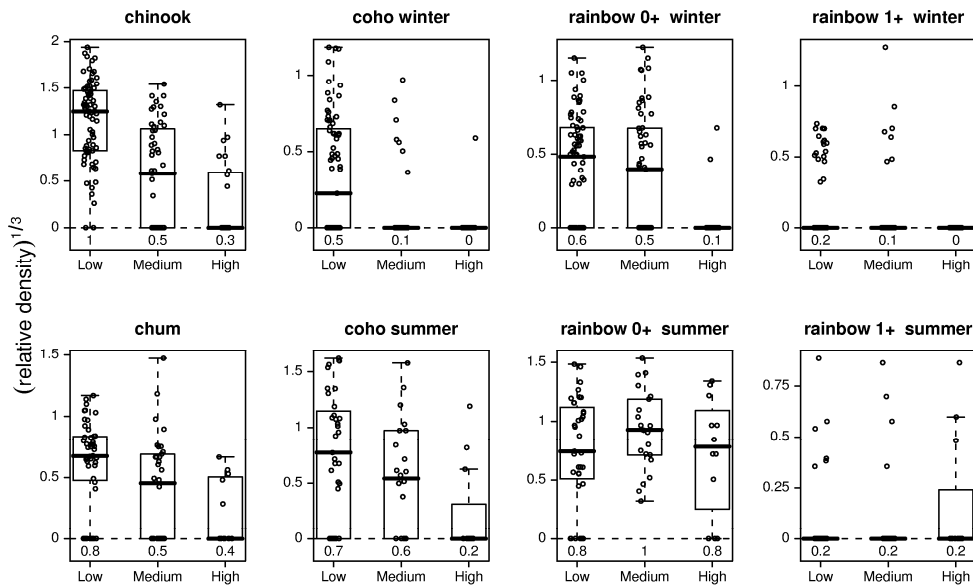 chinook coho winter rainbow 0+ winter rainbow 1+ winter
2
1.5
1
0.5
0
1 0.5 0.3
Low Medium High
1
0.5
0
0.5 0.1 0
Low Medium High
1
0.5
0
0.6 0.5 0.1
Low Medium High
1
0.5
0
0.2 0.1 0
Low Medium High
(relative density)^1/3
chum coho summer rainbow 0+ summer rainbow 1+ summer
1.5
1
0.5
0
0.8 0.5 0.4
Low Medium High
1.5
1
0.5
0
0.7 0.6 0.2
Low Medium High
1.5
1
0.5
0
0.8 1 0.8
Low Medium High
0.75
0.5
0.25
0
0.2 0.2 0.2
Low Medium High